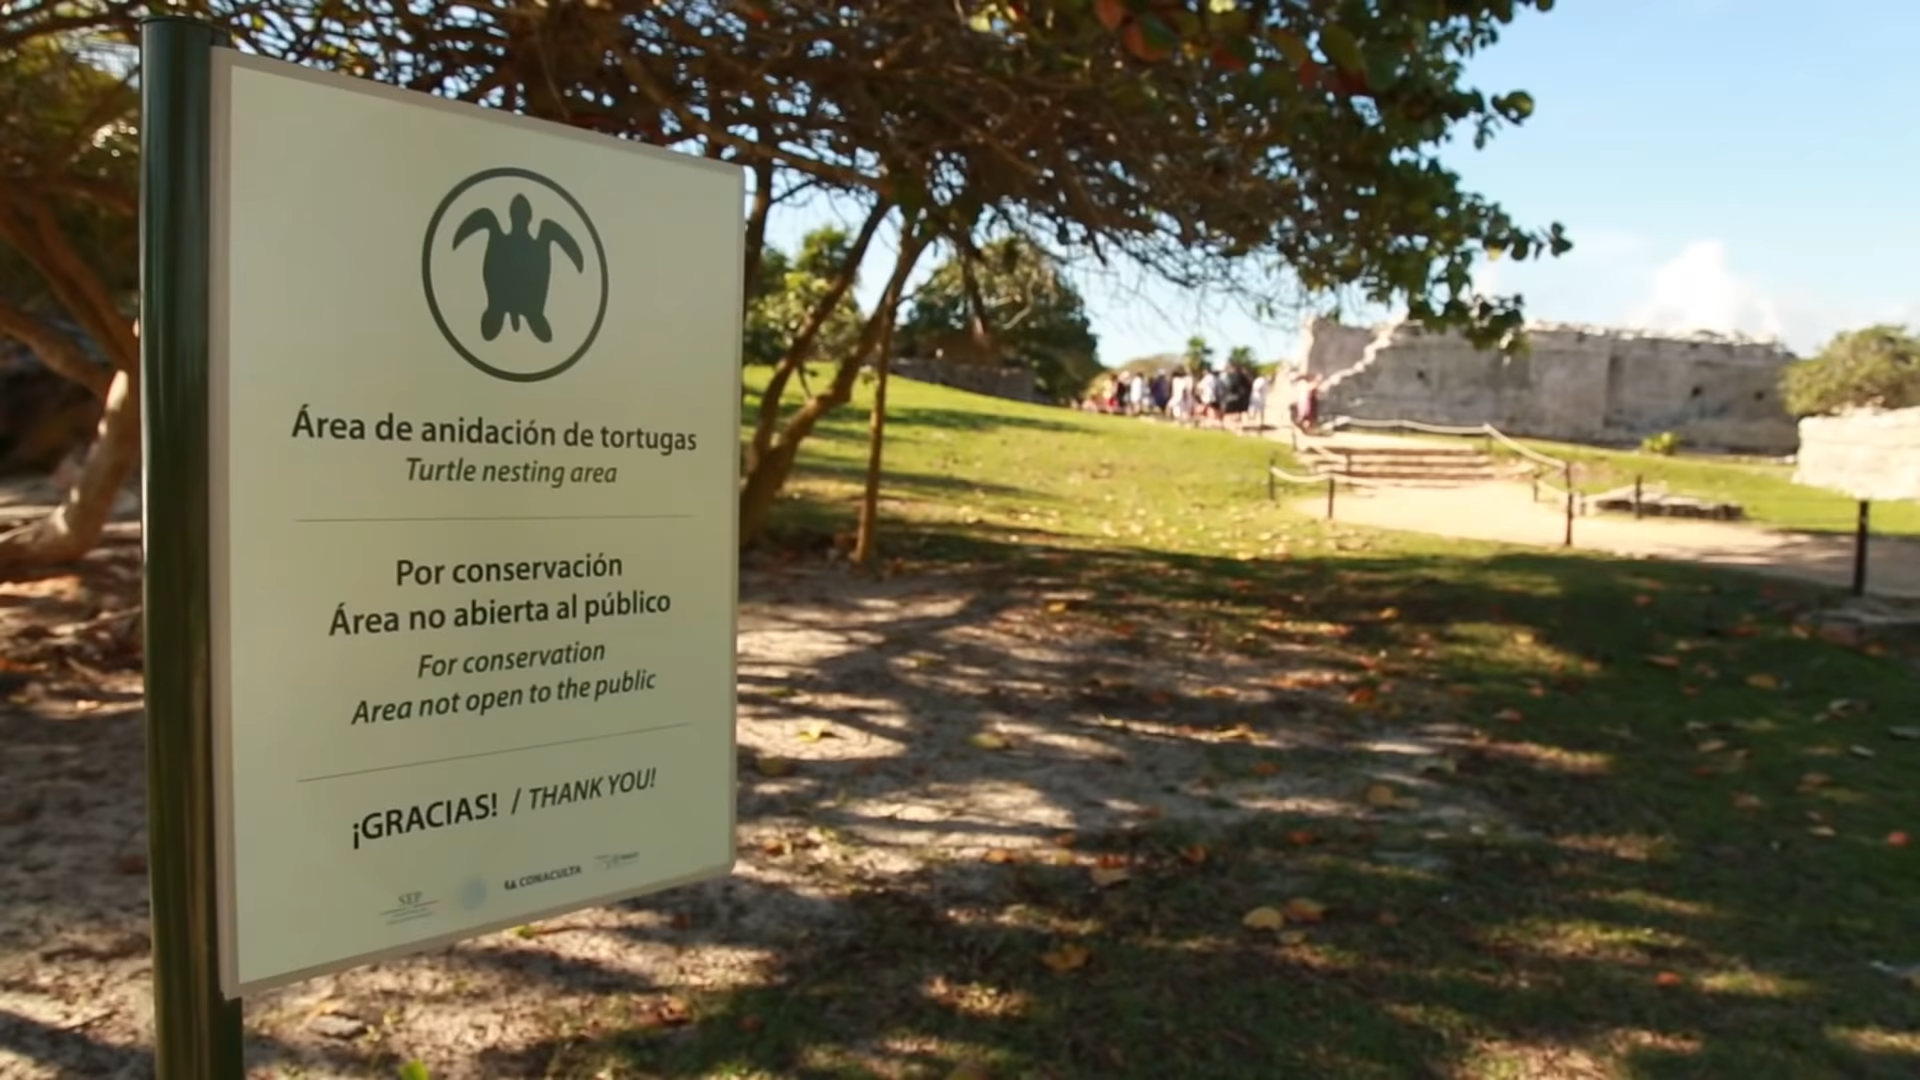 Área de anidación de tortugas
Turtle nesting area
Por conservación
Área no abierta al público
For conservation
Area not open to the public
¡GRACIAS! / THANK YOU!
SEP
CONACULTA